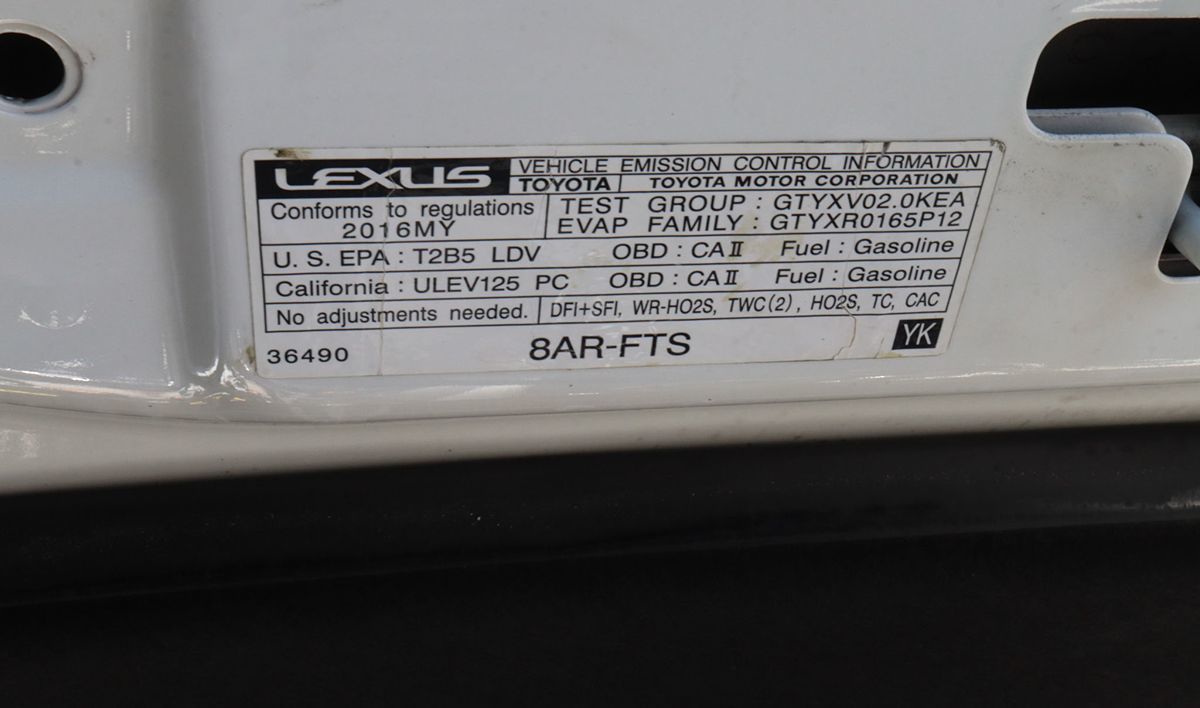 LEXUS VEHICLE EMISSION CONTROL INFORMATION
TOYOTA TOYOTA MOTOR CORPORATION
Conforms to regulations
2016MY
TEST GROUP : GTYXV02.0KEA
EVAP FAMILY : GTYXR0165P12
U. S. EPA : T2B5 LDV OBD : CAⅡ Fuel : Gasoline
California : ULEV125 PC OBD : CAⅡ Fuel : Gasoline
No adjustments needed. DFI+SFI, WR-HO2S, TWC(2), HO2S, TC, CAC
36490 8AR-FTS YK